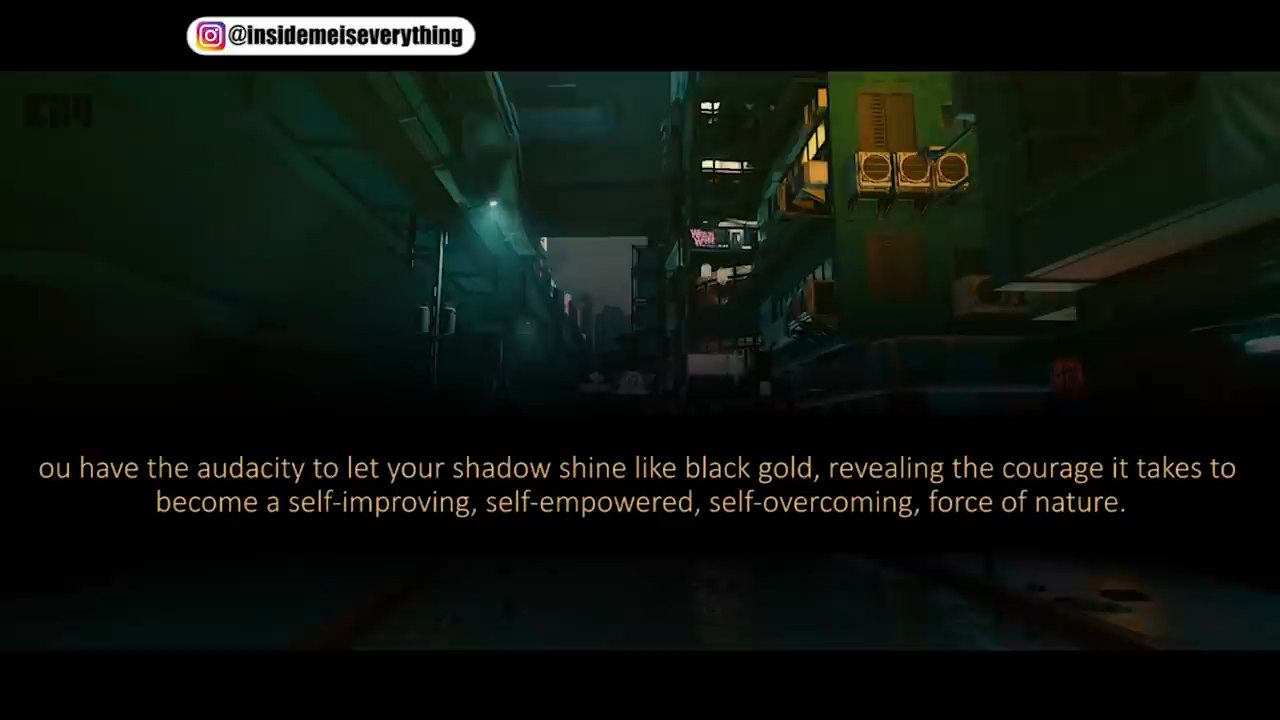 @insidemeiseverything
ou have the audacity to let your shadow shine like black gold, revealing the courage it takes to
become a self-improving, self-empowered, self-overcoming, force of nature.